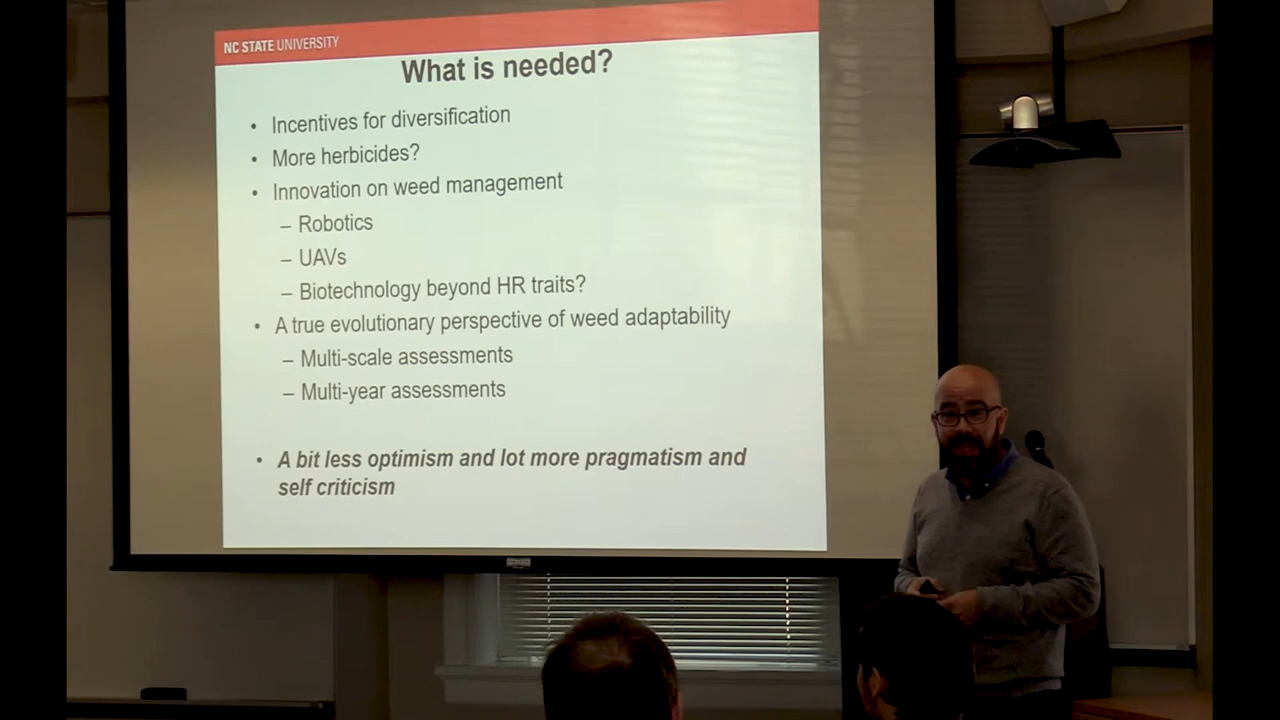 NC STATE UNIVERSITY
What is needed?
• Incentives for diversification
• More herbicides?
• Innovation on weed management
– Robotics
– UAVs
– Biotechnology beyond HR traits?
• A true evolutionary perspective of weed adaptability
– Multi-scale assessments
– Multi-year assessments
• A bit less optimism and lot more pragmatism and
self criticism